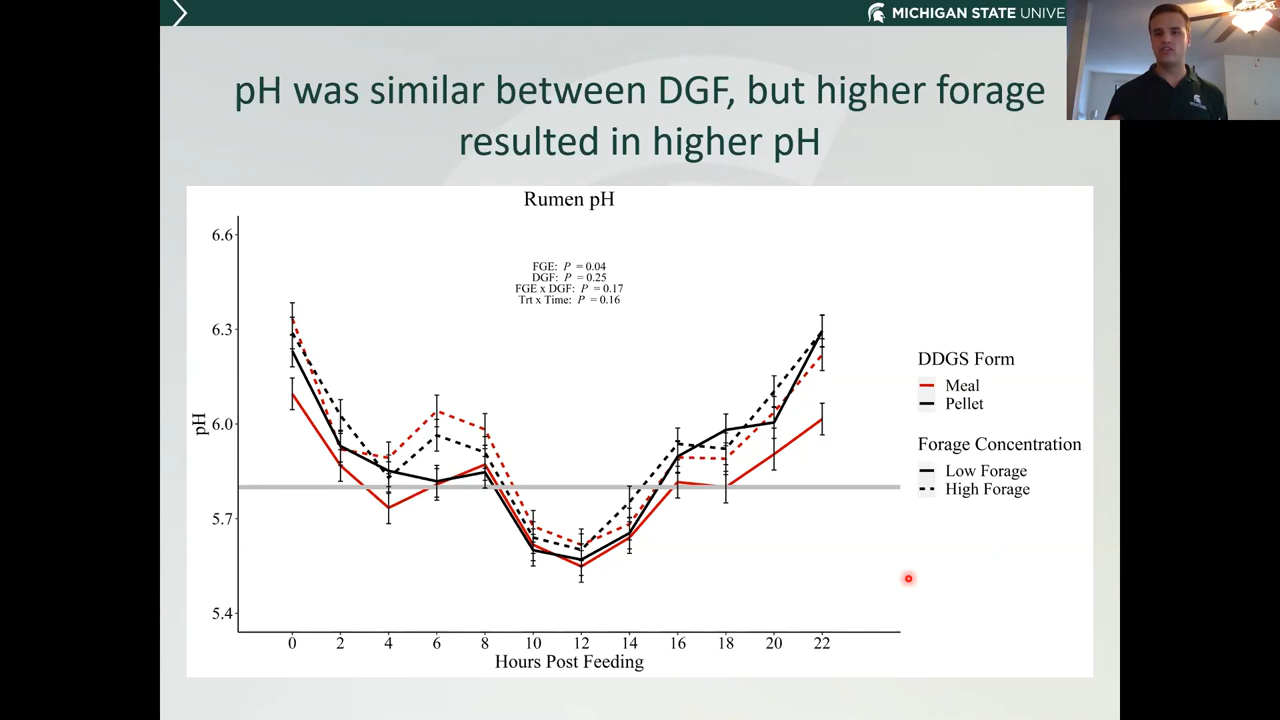 MICHIGAN STATE UNIVE
pH was similar between DGF, but higher forage
resulted in higher pH
Rumen pH
6.6
6.3
6.0
5.7
5.4
pH
FGE: P = 0.04
DGF: P = 0.25
FGE x DGF: P = 0.17
Trt x Time: P = 0.16
DDGS Form
Meal
Pellet
Forage Concentration
Low Forage
High Forage
0 2 4 6 8 10 12 14 16 18 20 22
Hours Post Feeding